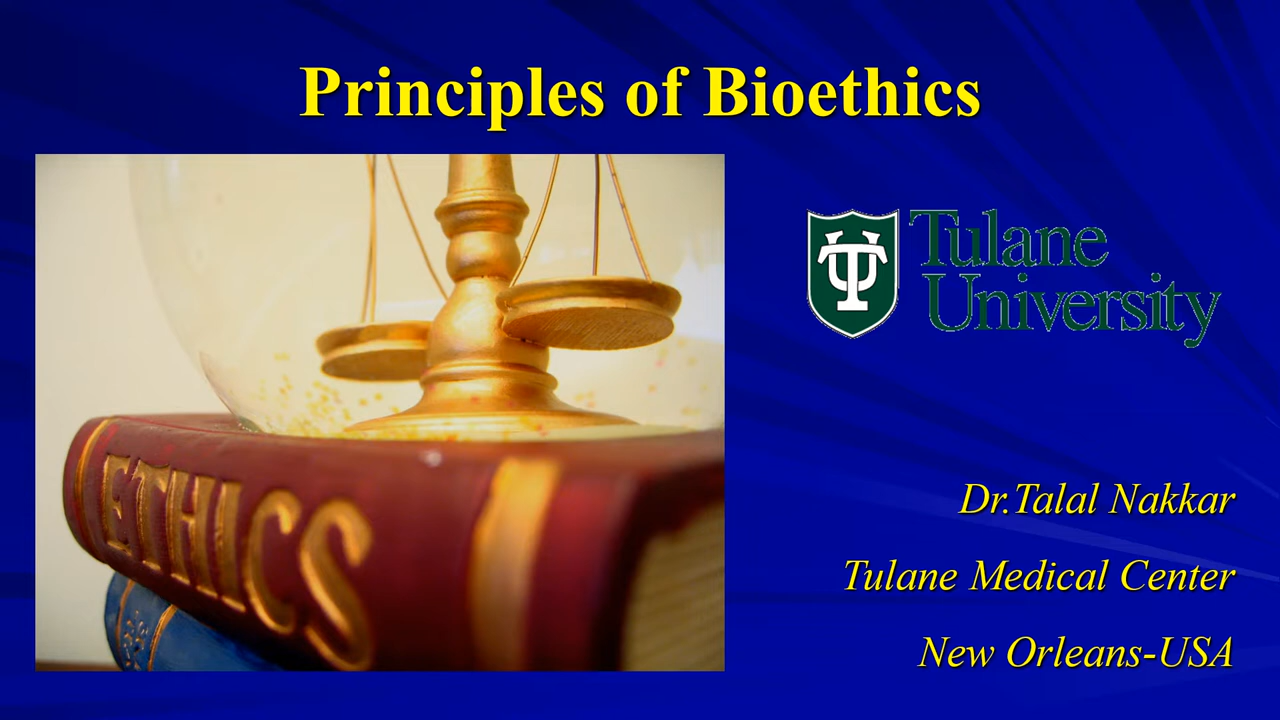 Principles of Bioethics
ETHICS
Tulane
University
Dr.Talal Nakkar
Tulane Medical Center
New Orleans-USA